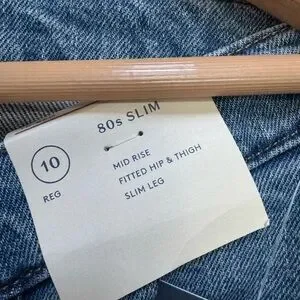 80s SLIM
10
REG
MID RISE
FITTED HIP & THIGH
SLIM LEG